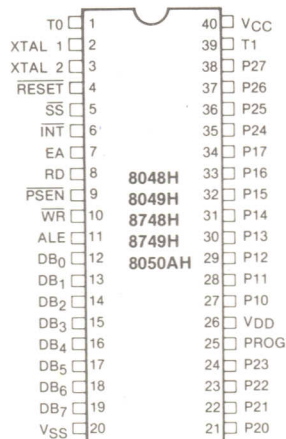 T0 1 40 VCC
XTAL 1 2 39 T1
XTAL 2 3 38 P27
RESET 4 37 P26
SS 5 36 P25
INT 6 35 P24
EA 7 34 P17
RD 8 33 P16
PSEN 9 32 P15
WR 10 31 P14
ALE 11 30 P13
DB0 12 29 P12
DB1 13 28 P11
DB2 14 27 P10
DB3 15 26 VDD
DB4 16 25 PROG
DB5 17 24 P23
DB6 18 23 P22
DB7 19 22 P21
VSS 20 21 P20
8048H
8049H
8748H
8749H
8050AH